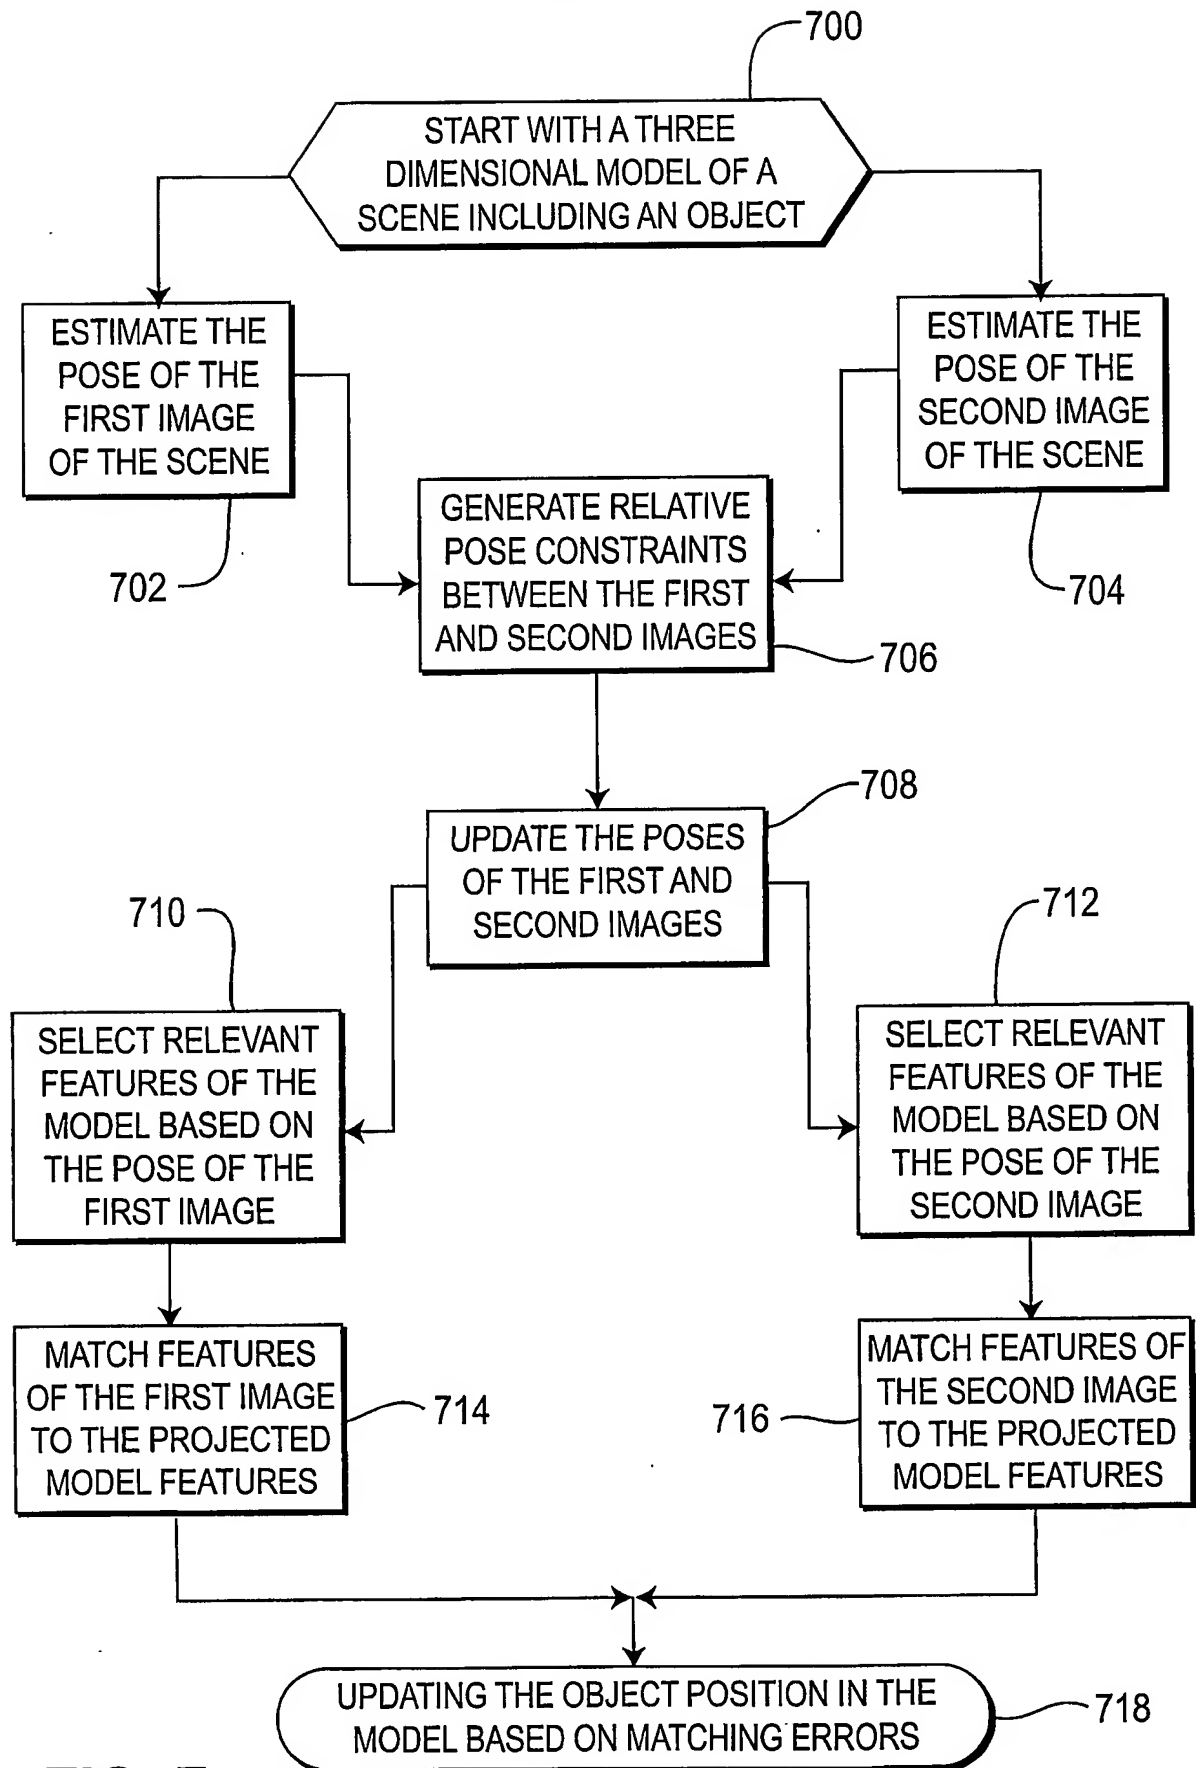 700
START WITH A THREE
DIMENSIONAL MODEL OF A
SCENE INCLUDING AN OBJECT
ESTIMATE THE
POSE OF THE
FIRST IMAGE
OF THE SCENE
702
ESTIMATE THE
POSE OF THE
SECOND IMAGE
OF THE SCENE
704
GENERATE RELATIVE
POSE CONSTRAINTS
BETWEEN THE FIRST
AND SECOND IMAGES
706
708
UPDATE THE POSES
OF THE FIRST AND
SECOND IMAGES
710
SELECT RELEVANT
FEATURES OF THE
MODEL BASED ON
THE POSE OF THE
FIRST IMAGE
712
SELECT RELEVANT
FEATURES OF THE
MODEL BASED ON
THE POSE OF THE
SECOND IMAGE
MATCH FEATURES
OF THE FIRST IMAGE
TO THE PROJECTED
MODEL FEATURES
714
MATCH FEATURES OF
THE SECOND IMAGE
TO THE PROJECTED
MODEL FEATURES
716
UPDATING THE OBJECT POSITION IN THE
MODEL BASED ON MATCHING ERRORS
718